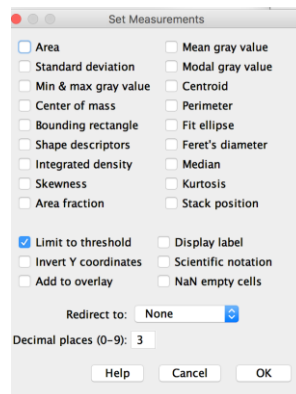 Set Measurements
Area Mean gray value
Standard deviation Modal gray value
Min & max gray value Centroid
Center of mass Perimeter
Bounding rectangle Fit ellipse
Shape descriptors Feret's diameter
Integrated density Median
Skewness Kurtosis
Area fraction Stack position
Limit to threshold Display label
Invert Y coordinates Scientific notation
Add to overlay NaN empty cells
Redirect to: None
Decimal places (0-9): 3
Help Cancel OK